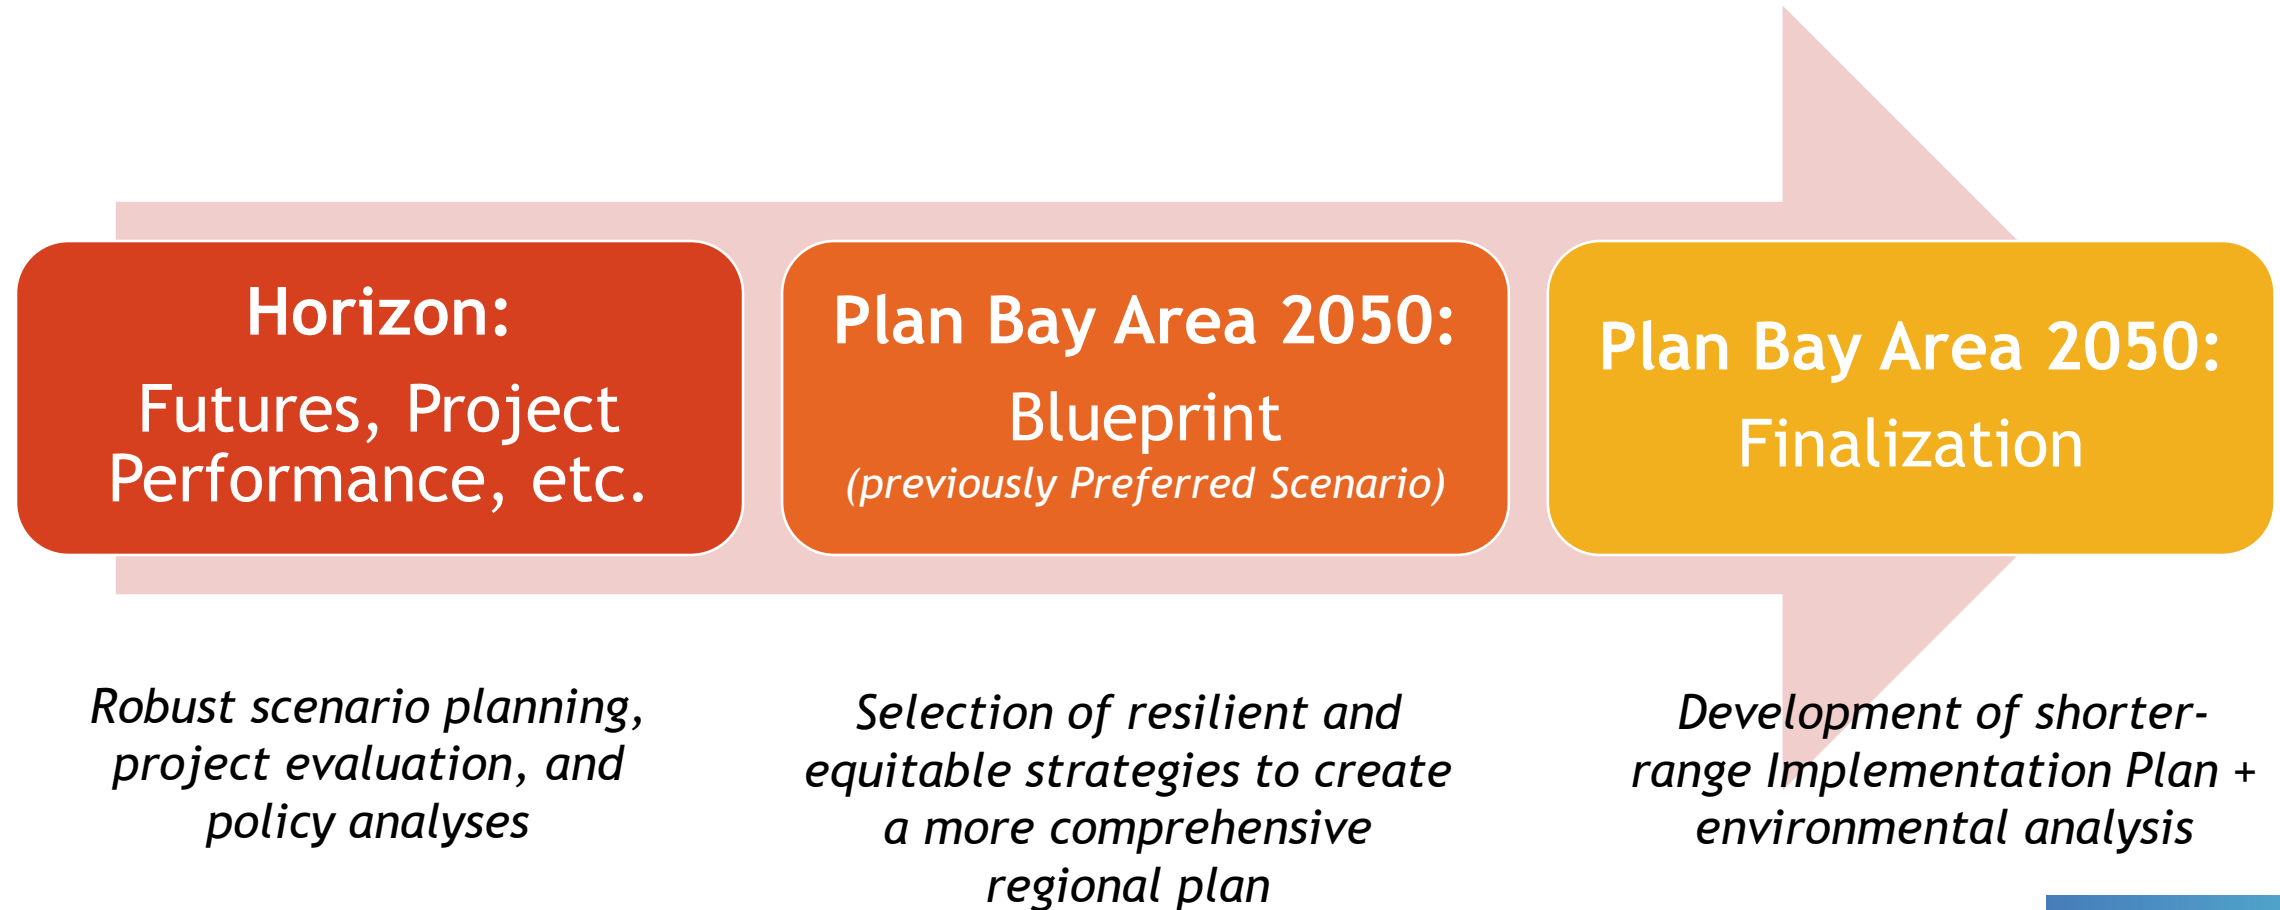 Horizon:
Futures, Project
Performance, etc.
Plan Bay Area 2050:
Blueprint
(previously Preferred Scenario)
Plan Bay Area 2050:
Finalization
Robust scenario planning,
project evaluation, and
policy analyses
Selection of resilient and
equitable strategies to create
a more comprehensive
regional plan
Development of shorter-
range Implementation Plan +
environmental analysis